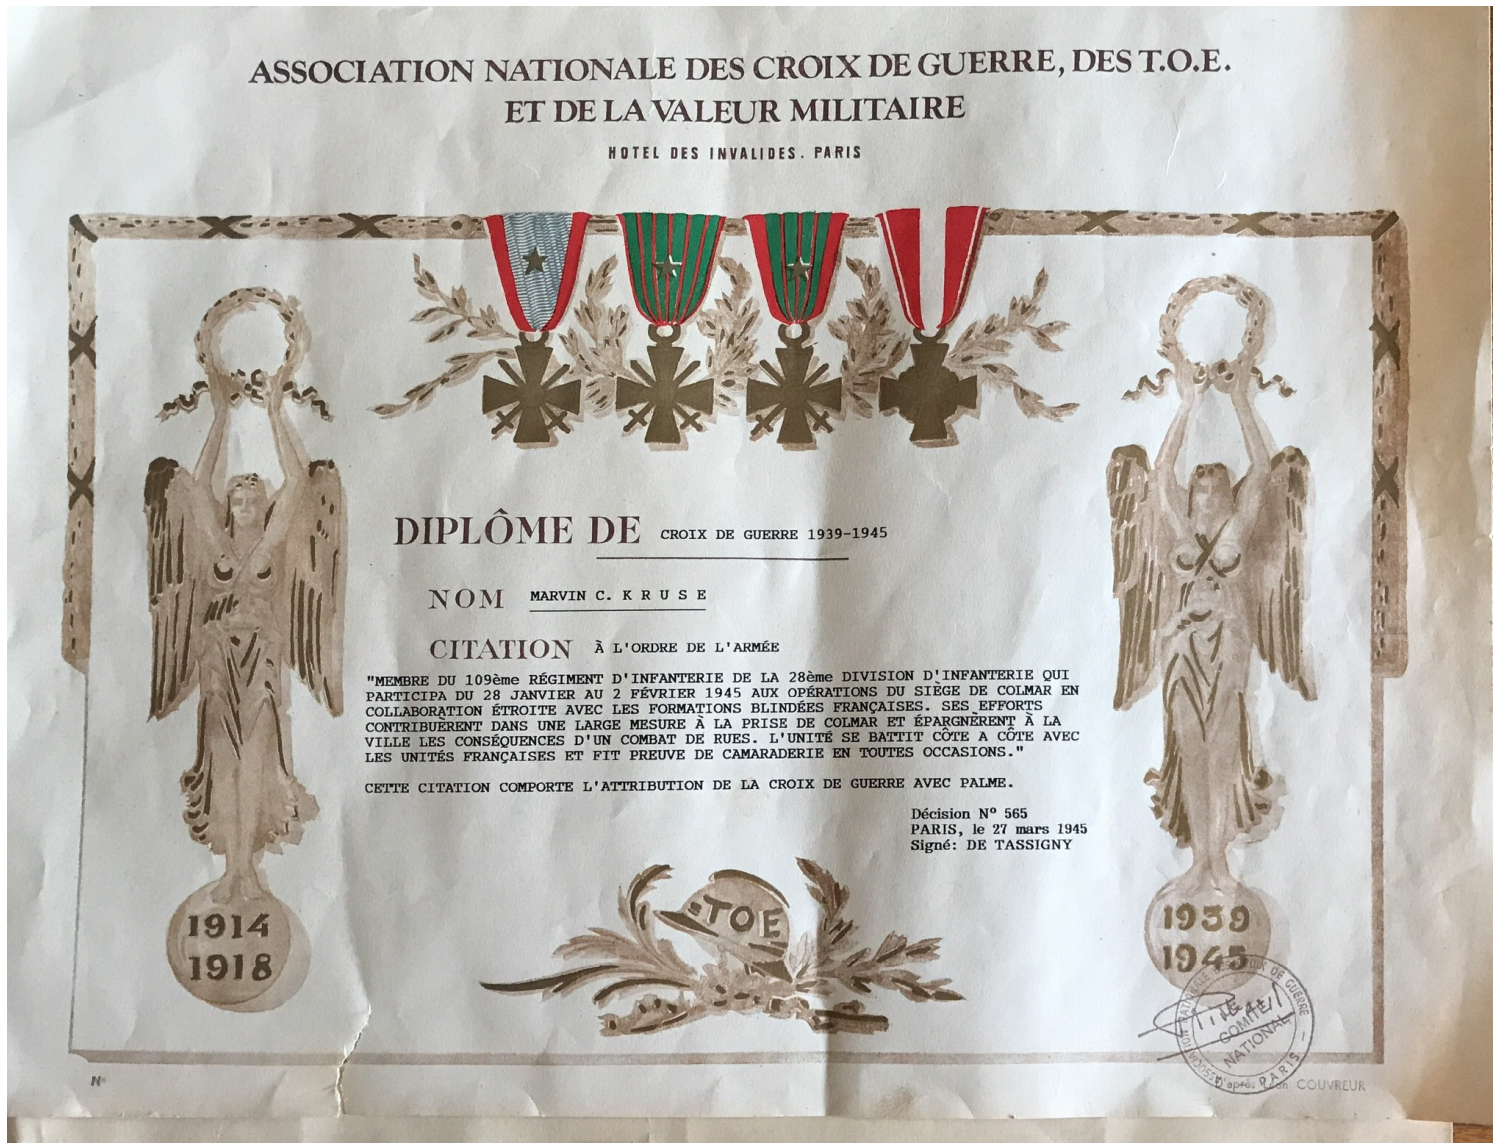 ASSOCIATION NATIONALE DES CROIX DE GUERRE, DES T.O.E.
ET DE LA VALEUR MILITAIRE
HOTEL DES INVALIDES. PARIS
DIPLÔME DE CROIX DE GUERRE 1939-1945
NOM MARVIN C. K R U S E
CITATION À L'ORDRE DE L'ARMÉE
"MEMBRE DU 109ème RÉGIMENT D'INFANTERIE DE LA 28ème DIVISION D'INFANTERIE QUI
PARTICIPA DU 28 JANVIER AU 2 FÉVRIER 1945 AUX OPÉRATIONS DU SIÈGE DE COLMAR EN
COLLABORATION ÉTROITE AVEC LES FORMATIONS BLINDÉES FRANÇAISES. SES EFFORTS
CONTRIBUÈRENT DANS UNE LARGE MESURE À LA PRISE DE COLMAR ET ÉPARGNÈRENT À LA
VILLE LES CONSÉQUENCES D'UN COMBAT DE RUES. L'UNITÉ SE BATTIT CÔTE A CÔTE AVEC
LES UNITÉS FRANÇAISES ET FIT PREUVE DE CAMARADERIE EN TOUTES OCCASIONS."
CETTE CITATION COMPORTE L'ATTRIBUTION DE LA CROIX DE GUERRE AVEC PALME.
Décision N° 565
PARIS, le 27 mars 1945
Signé: DE TASSIGNY
TOE
1914
1918
1939
1945
ASSOCIATION NATIONALE CROIX DE GUERRE
COMITÉ
NATIONAL
PARIS
N°
D'après COUVREUR